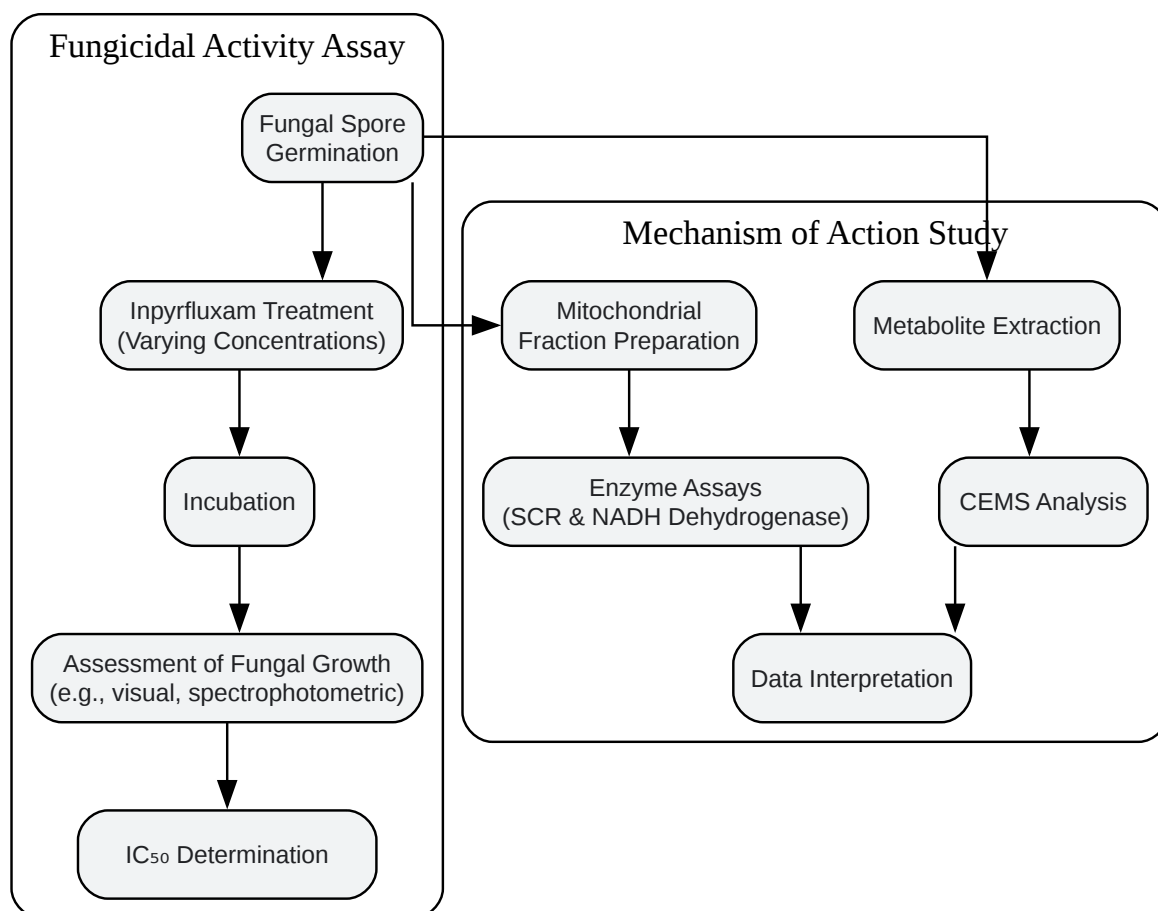 Fungicidal Activity Assay
Fungal Spore
Germination
Mechanism of Action Study
Inpyrfluxam Treatment
(Varying Concentrations)
Mitochondrial
Fraction Preparation
Metabolite Extraction
Incubation
Enzyme Assays
(SCR & NADH Dehydrogenase)
CEMS Analysis
Assessment of Fungal Growth
(e.g., visual, spectrophotometric)
Data Interpretation
IC₅₀ Determination